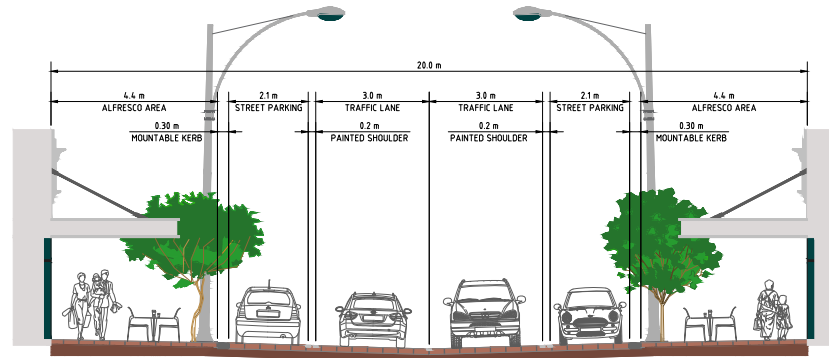 20.0 m
4.4 m
ALFRESCO AREA
2.1 m
STREET PARKING
3.0 m
TRAFFIC LANE
3.0 m
TRAFFIC LANE
2.1 m
STREET PARKING
4.4 m
ALFRESCO AREA
0.30 m
MOUNTABLE KERB
0.2 m
PAINTED SHOULDER
0.2 m
PAINTED SHOULDER
0.30 m
MOUNTABLE KERB